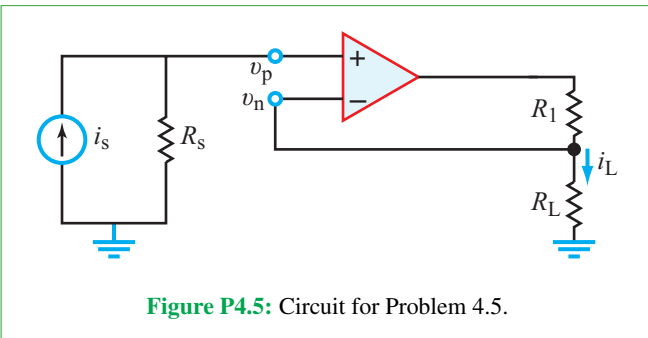 +
υp
υn
−
R1
is
Rs
iL
RL
Figure P4.5: Circuit for Problem 4.5.